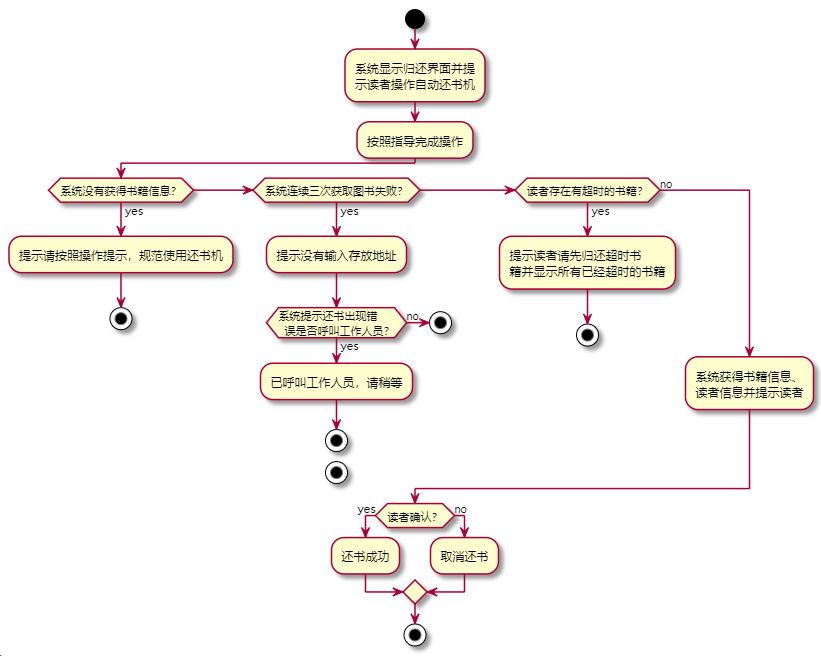 系统显示归还界面并提
示读者操作自动还书机
按照指导完成操作
系统没有获得书籍信息?
yes
提示请按照操作提示，规范使用还书机
系统连续三次获取图书失败?
yes
提示没有输入存放地址
系统提示还书出现错
误是否呼叫工作人员?
no
yes
已呼叫工作人员，请稍等
读者存在有超时的书籍?
no
yes
提示读者请先归还超时书
籍并显示所有已经超时的书籍
系统获得书籍信息、
读者信息并提示读者
读者确认?
yes
no
还书成功
取消还书